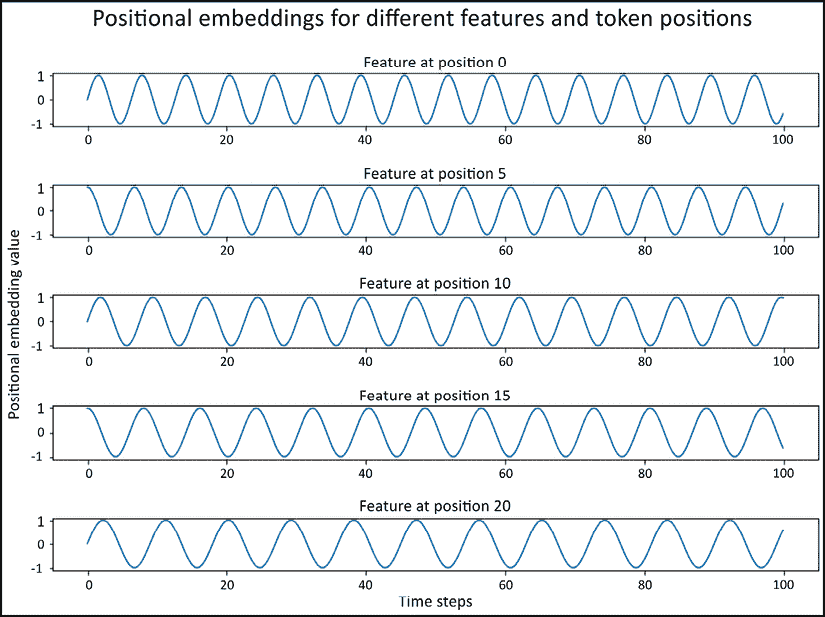 Positional embeddings for different features and token positions
Feature at position 0
1
0
-1
0 20 40 60 80 100
Feature at position 5
1
0
-1
0 20 40 60 80 100
Positional embedding value
Feature at position 10
1
0
-1
0 20 40 60 80 100
Feature at position 15
1
0
-1
0 20 40 60 80 100
Feature at position 20
1
0
-1
0 20 40 60 80 100
Time steps